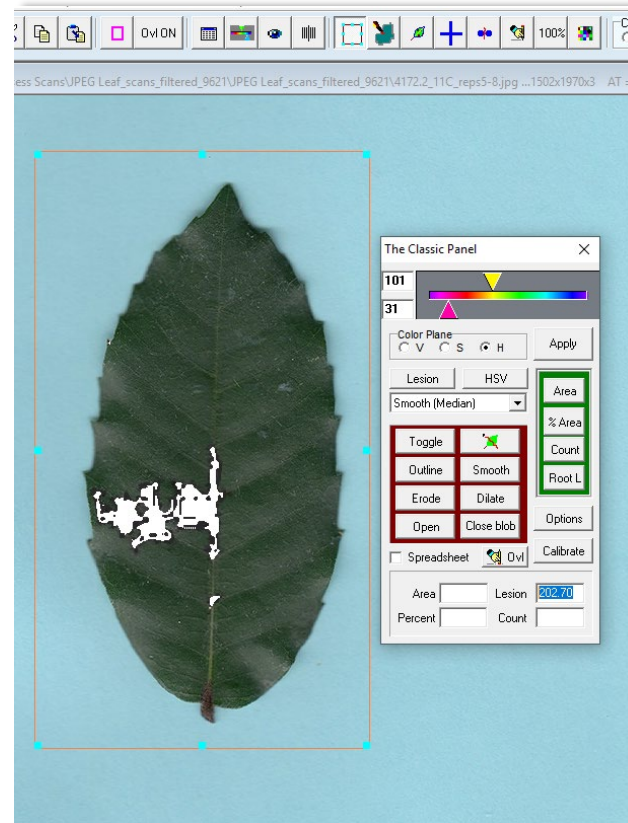 Ovl ON
100%
C
ess Scans\JPEG Leaf_scans_filtered_9621\JPEG Leaf_scans_filtered_9621\4172.2_11C_reps5-8.jpg ...1502x1970x3 AT =
The Classic Panel
101
31
Color Plane
V S H
Apply
Lesion HSV
Area
Smooth (Median)
% Area
Toggle
Count
Outline Smooth
Root L
Erode Dilate
Open Close blob
Options
Spreadsheet Ovl
Calibrate
Area Lesion 202.70
Percent Count